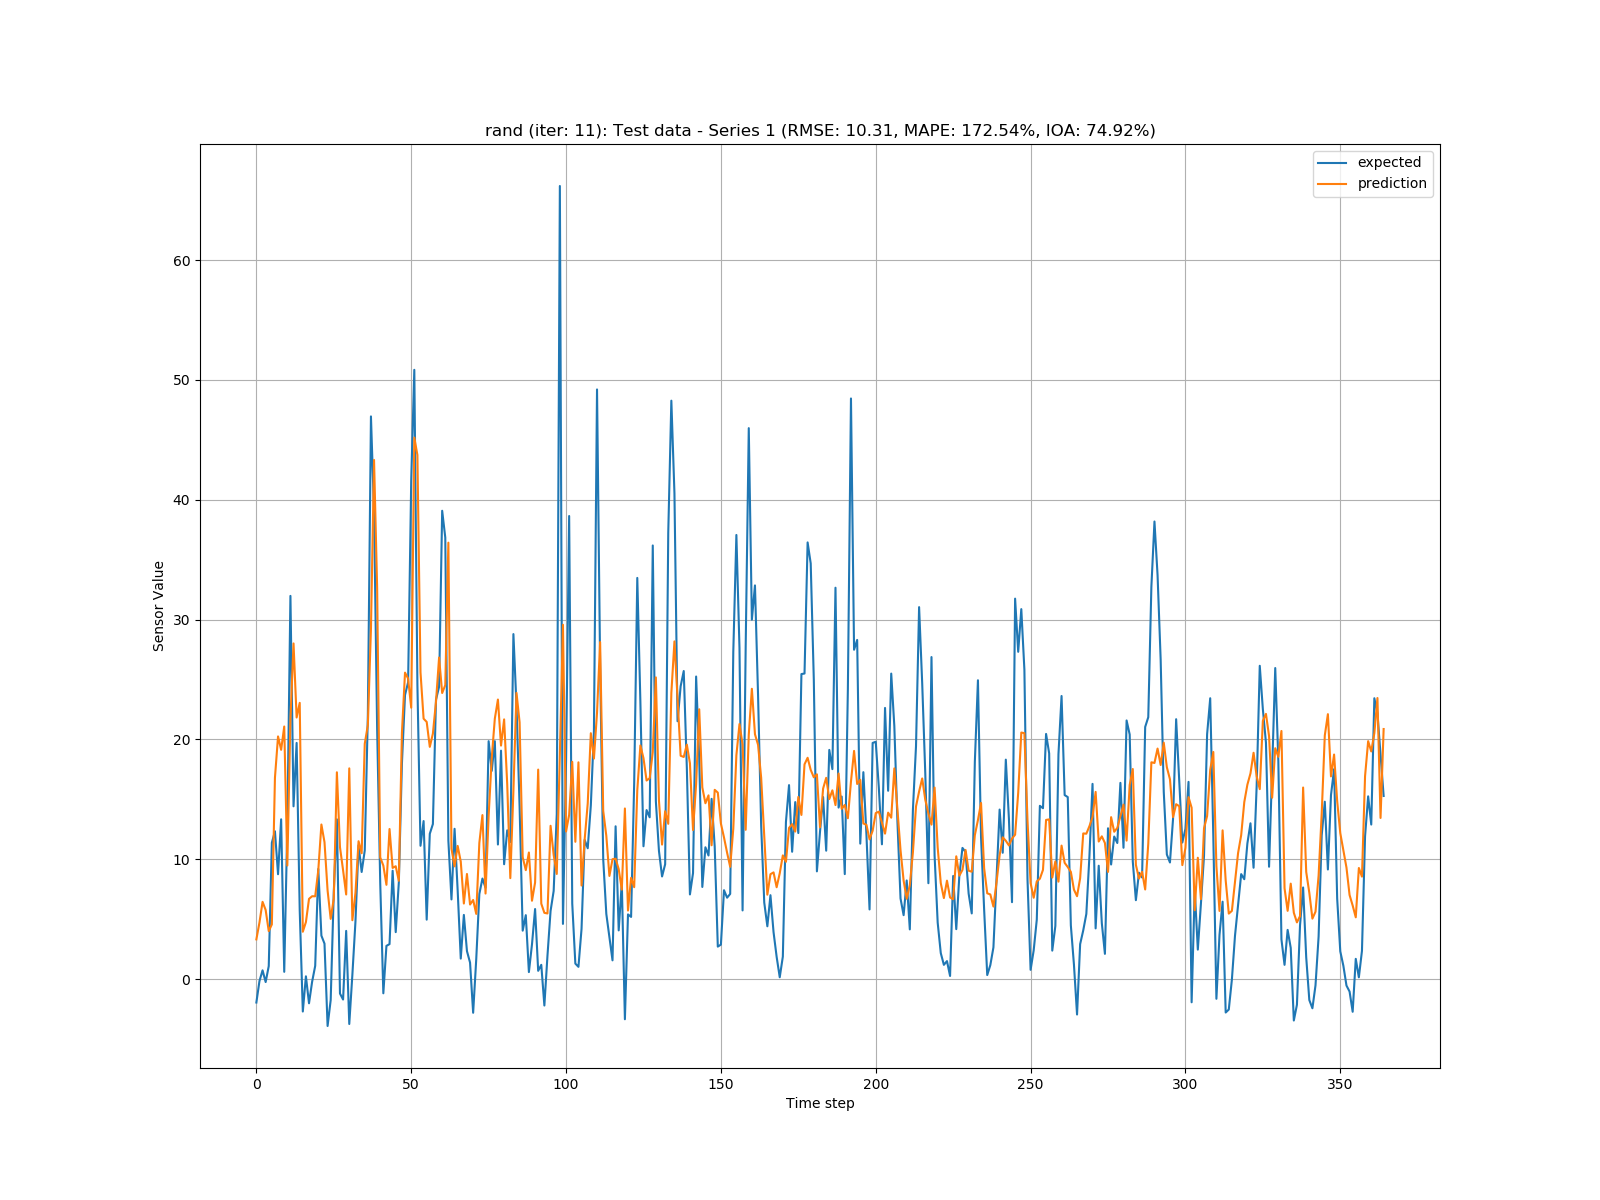 rand (iter: 11): Test data - Series 1 (RMSE: 10.31, MAPE: 172.54%, IOA: 74.92%)
expected
prediction
60
50
40
30
20
10
0
Sensor Value
0 50 100 150 200 250 300 350
Time step